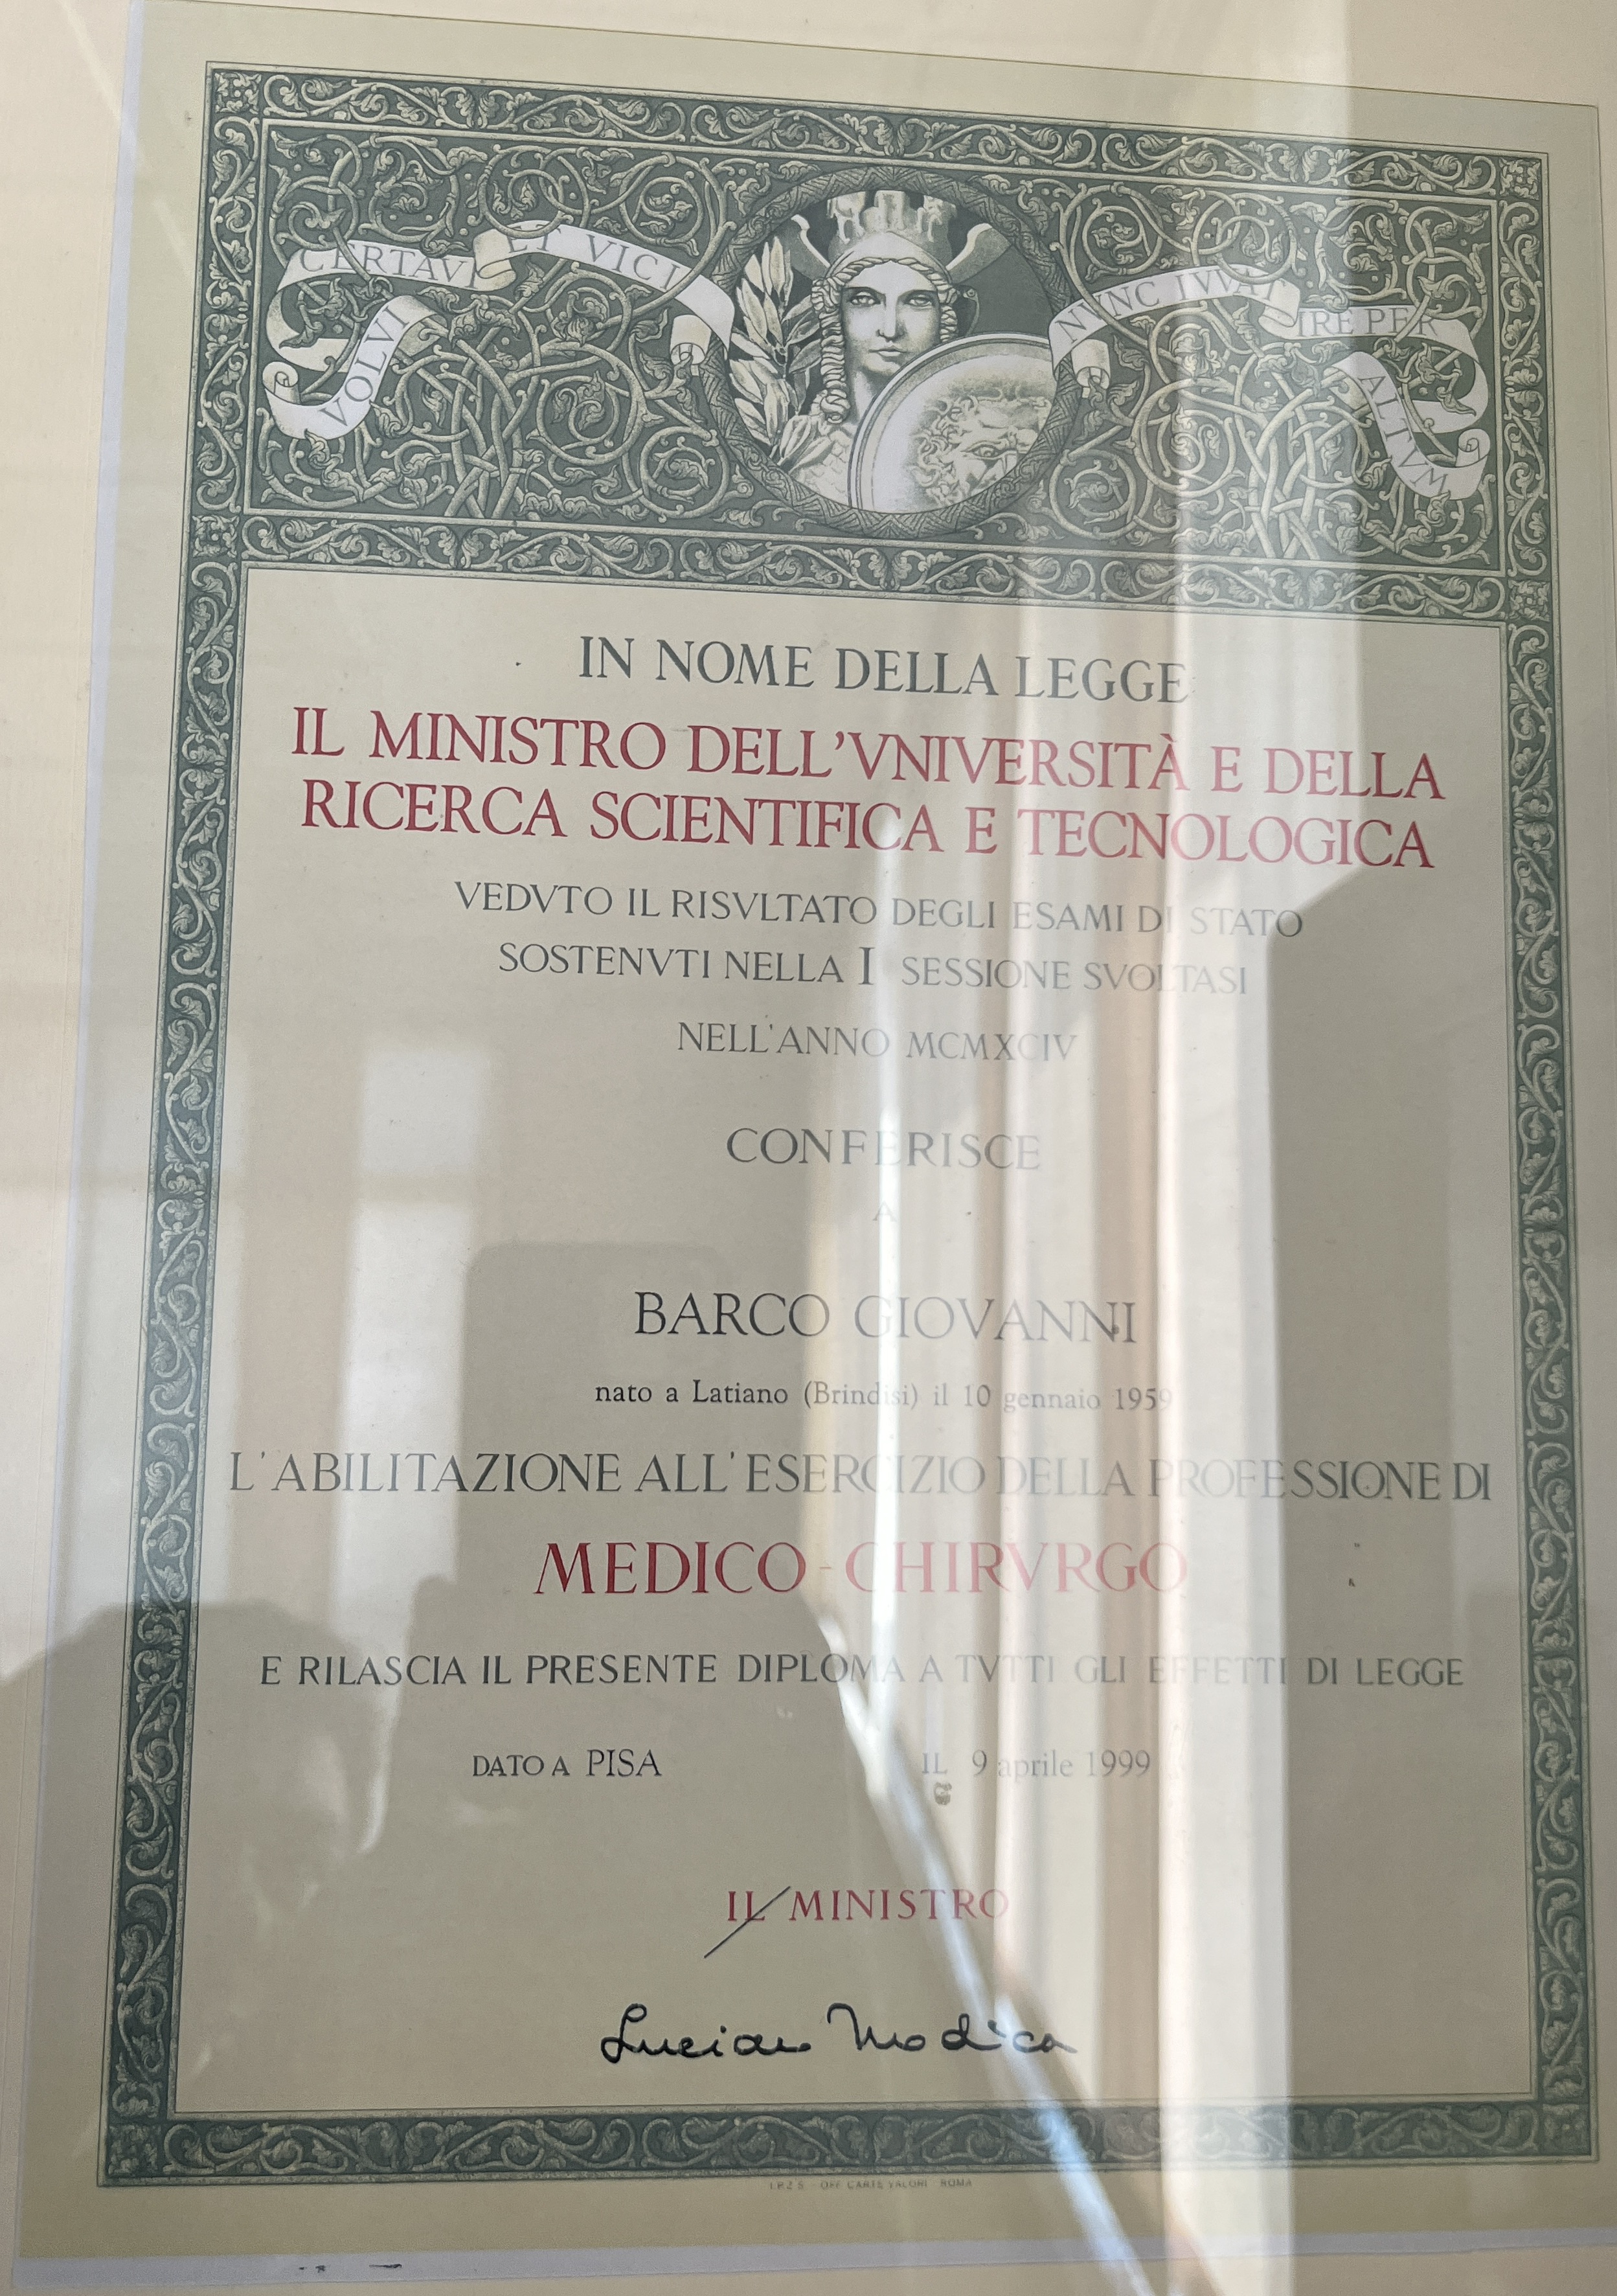 VOLVI CERTAVI ET VICI NVNC IVVAT IRE PER ALTVM
IN NOME DELLA LEGGE
IL MINISTRO DELL'VNIVERSITÀ E DELLA
RICERCA SCIENTIFICA E TECNOLOGICA
VEDVTO IL RISVLTATO DEGLI ESAMI DI STATO
SOSTENVTI NELLA I SESSIONE SVOLTASI
NELL'ANNO MCMXCIV
CONFERISCE
A
BARCO GIOVANNI
nato a Latiano (Brindisi) il 10 gennaio 1959
L'ABILITAZIONE ALL'ESERCIZIO DELLA PROFESSIONE DI
MEDICO-CHIRVRGO
E RILASCIA IL PRESENTE DIPLOMA A TVTTI GLI EFFETTI DI LEGGE
DATO A PISA IL 9 aprile 1999
IL MINISTRO
Luciano Modica
I.P.Z.S. - OFF. CARTE VALORI - ROMA